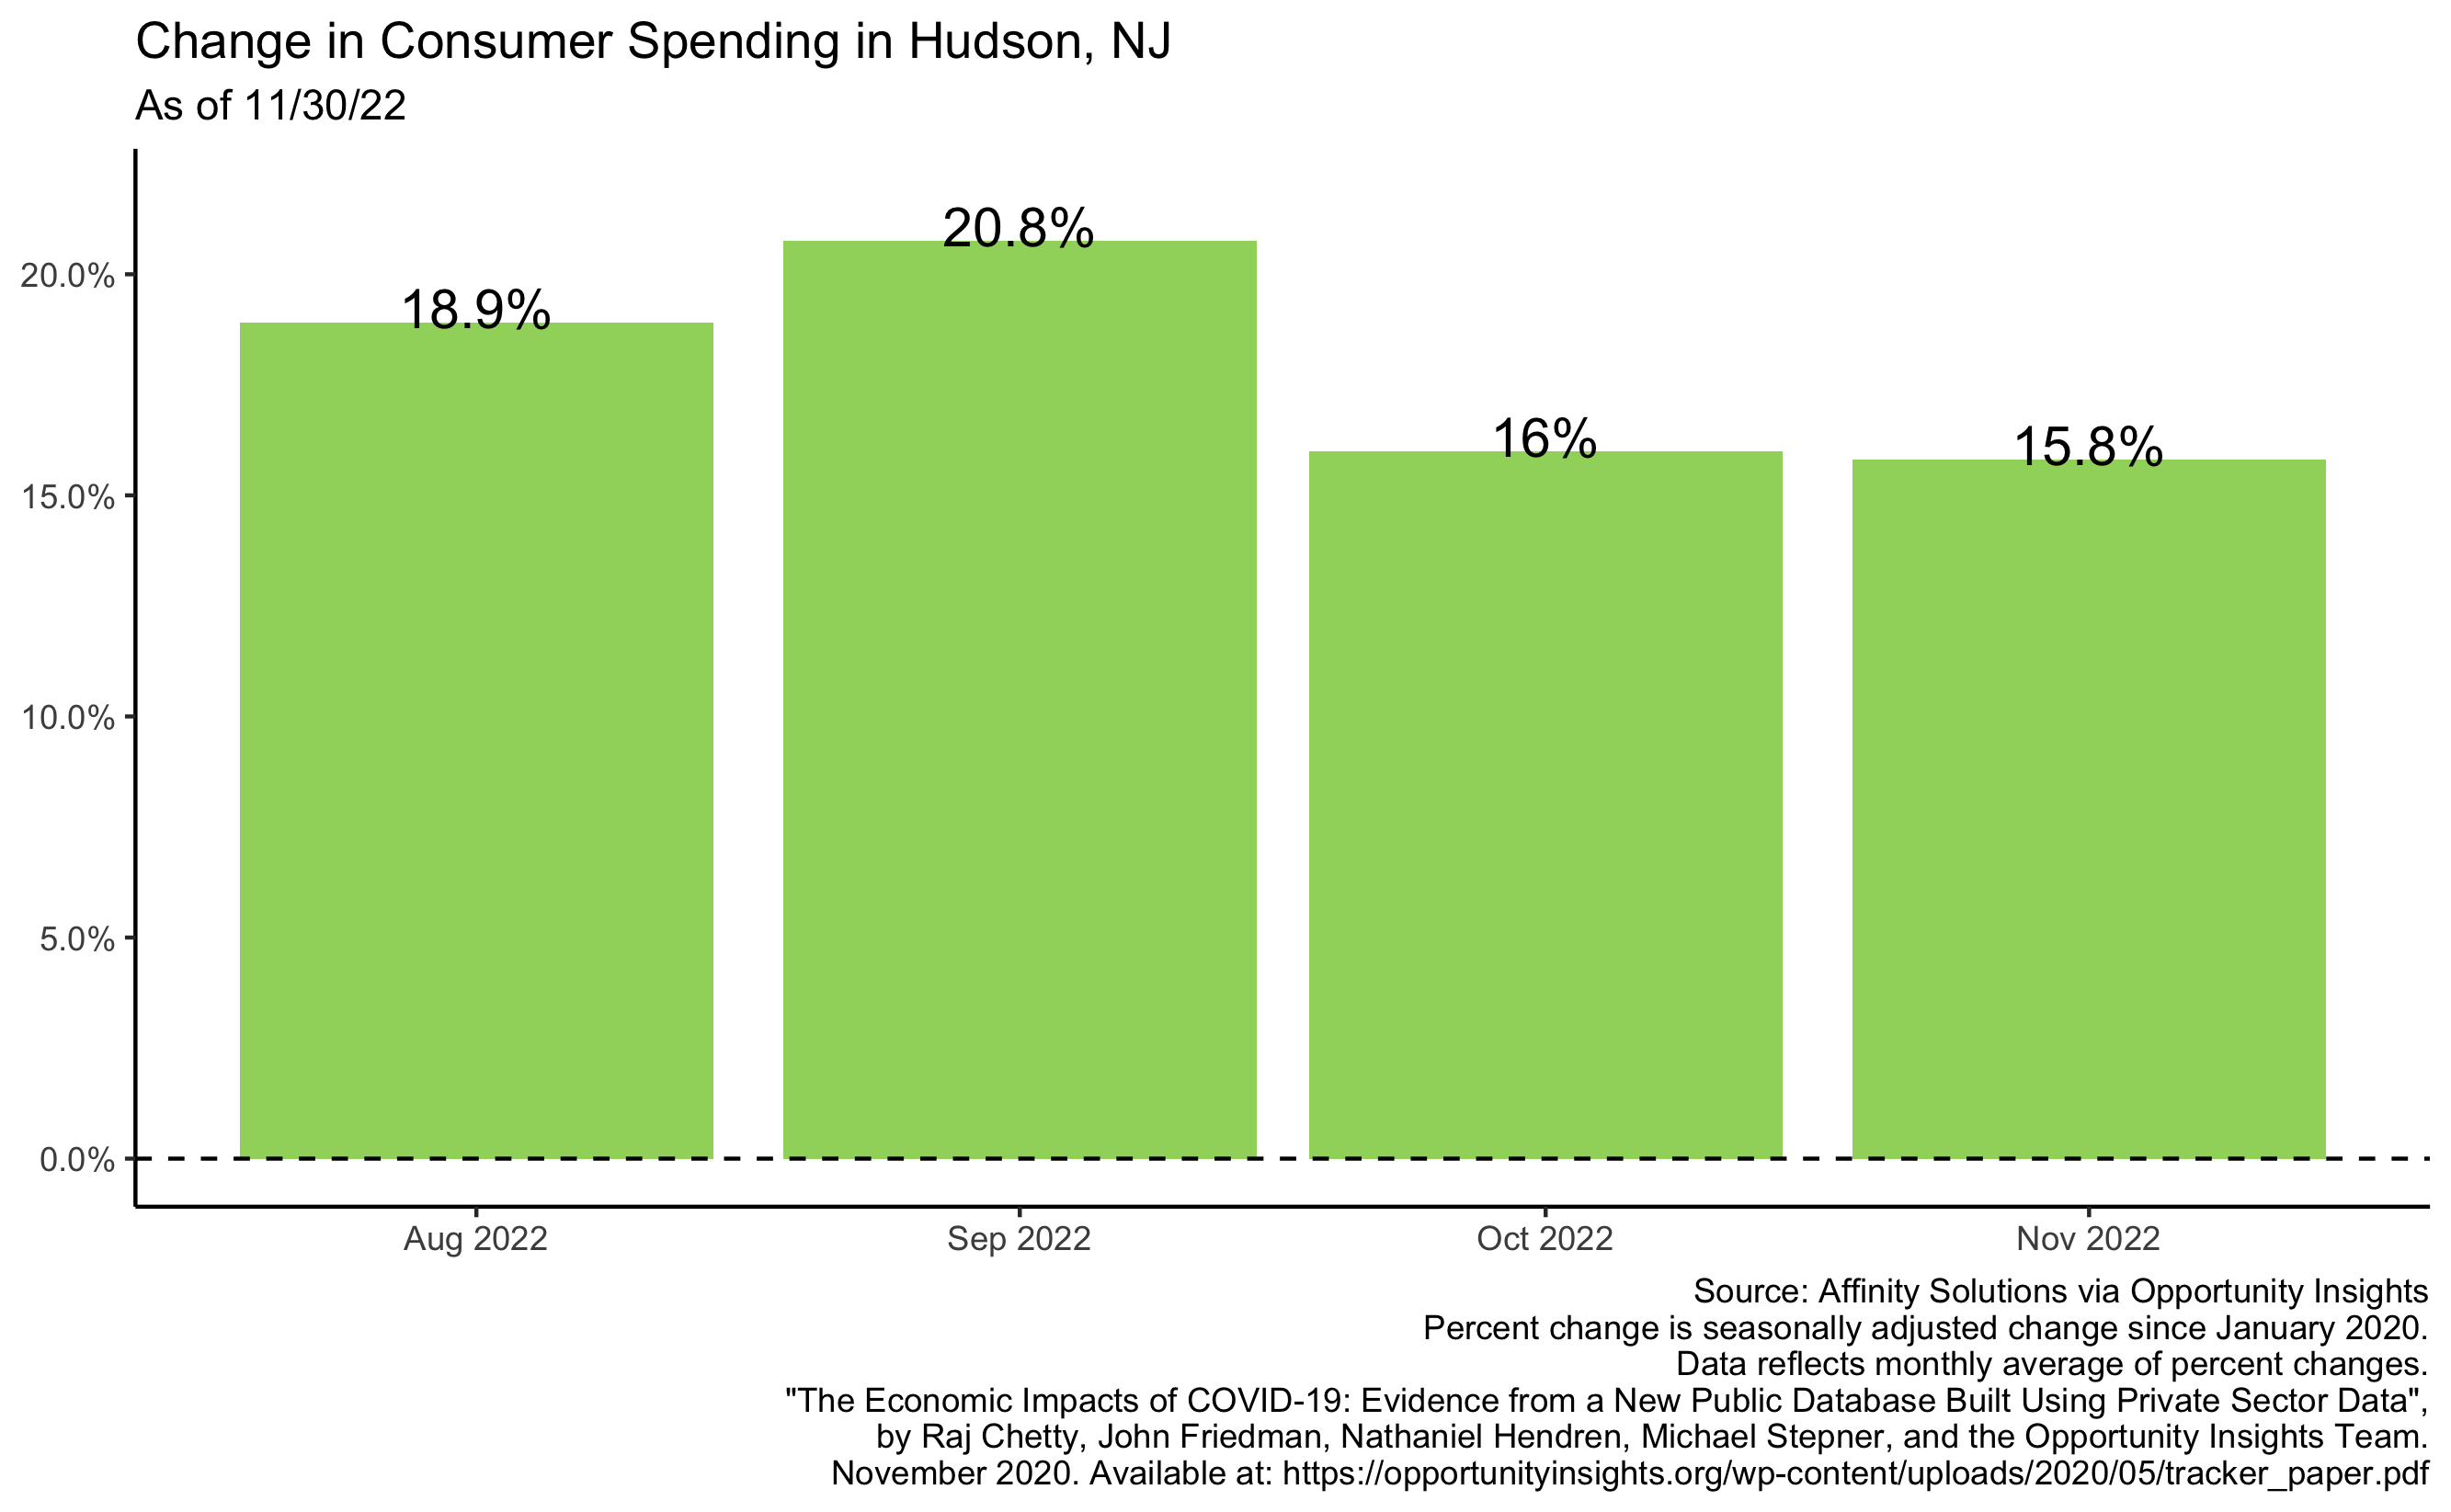 Change in Consumer Spending in Hudson, NJ
As of 11/30/22
20.0%
15.0%
10.0%
5.0%
0.0%
18.9%
20.8%
16%
15.8%
Aug 2022
Sep 2022
Oct 2022
Nov 2022
Source: Affinity Solutions via Opportunity Insights
Percent change is seasonally adjusted change since January 2020.
Data reflects monthly average of percent changes.
"The Economic Impacts of COVID-19: Evidence from a New Public Database Built Using Private Sector Data",
by Raj Chetty, John Friedman, Nathaniel Hendren, Michael Stepner, and the Opportunity Insights Team.
November 2020. Available at: https://opportunityinsights.org/wp-content/uploads/2020/05/tracker_paper.pdf